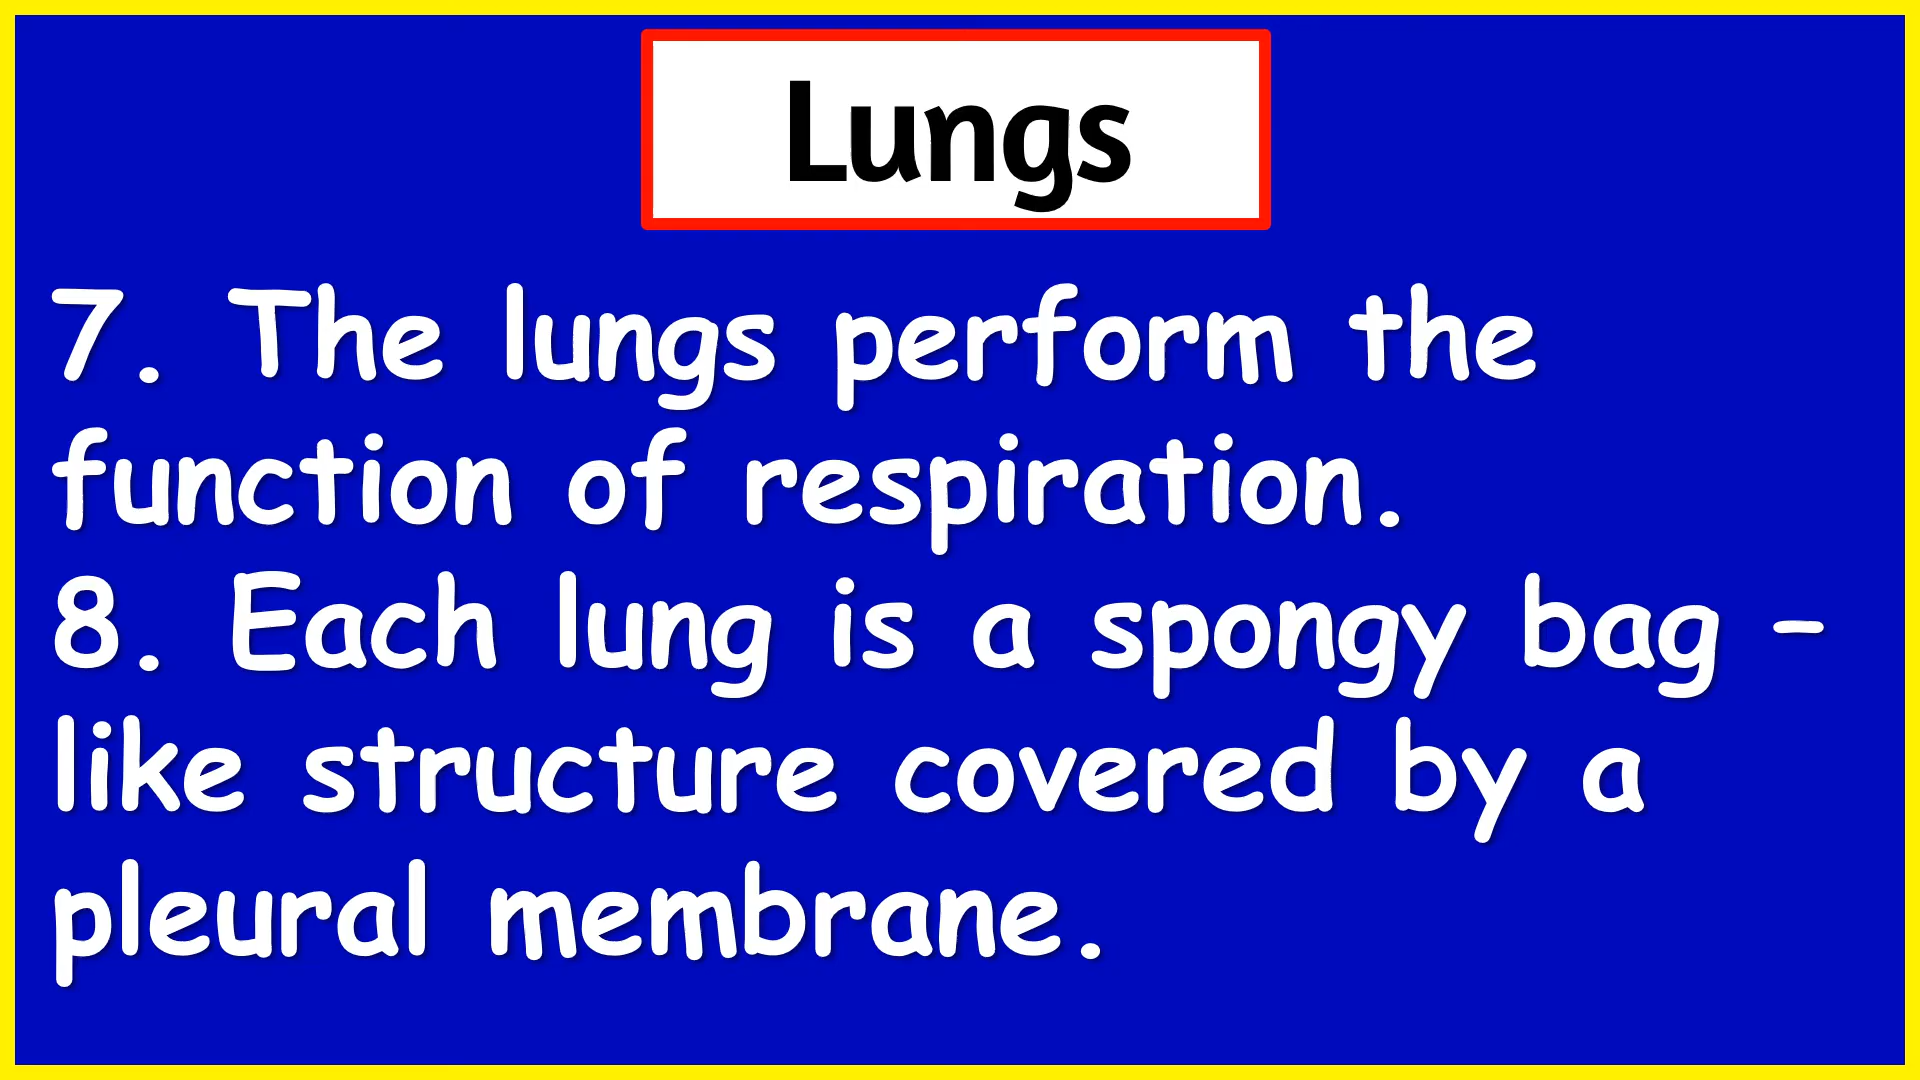 Lungs
7. The lungs perform the
function of respiration.
8. Each lung is a spongy bag –
like structure covered by a
pleural membrane.